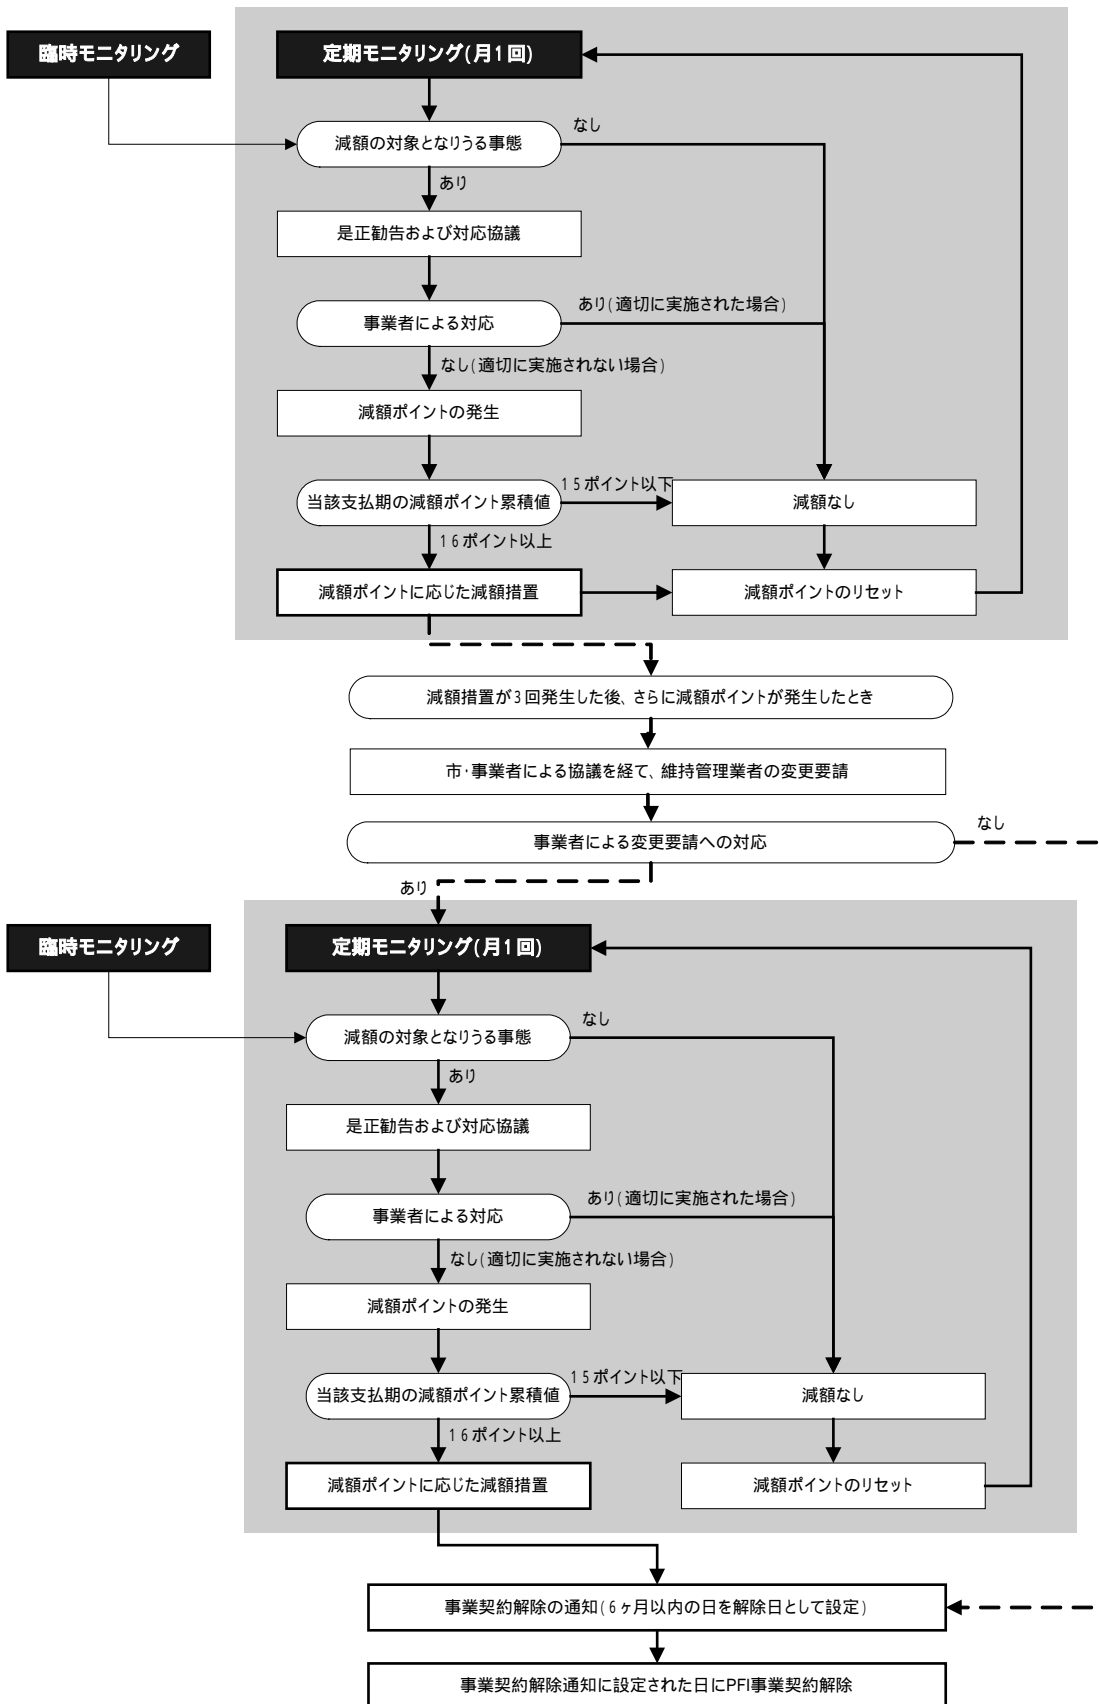 臨時モニタリング
定期モニタリング(月1回)
減額の対象となりうる事態
なし
あり
是正勧告および対応協議
事業者による対応
あり(適切に実施された場合)
なし(適切に実施されない場合)
減額ポイントの発生
当該支払期の減額ポイント累積値
15ポイント以下
減額なし
16ポイント以上
減額ポイントに応じた減額措置
減額ポイントのリセット
減額措置が3回発生した後、さらに減額ポイントが発生したとき
市・事業者による協議を経て、維持管理業者の変更要請
事業者による変更要請への対応
なし
あり
臨時モニタリング
定期モニタリング(月1回)
減額の対象となりうる事態
なし
あり
是正勧告および対応協議
事業者による対応
あり(適切に実施された場合)
なし(適切に実施されない場合)
減額ポイントの発生
当該支払期の減額ポイント累積値
15ポイント以下
減額なし
16ポイント以上
減額ポイントに応じた減額措置
減額ポイントのリセット
事業契約解除の通知(6ヶ月以内の日を解除日として設定)
事業契約解除通知に設定された日にPFI事業契約解除